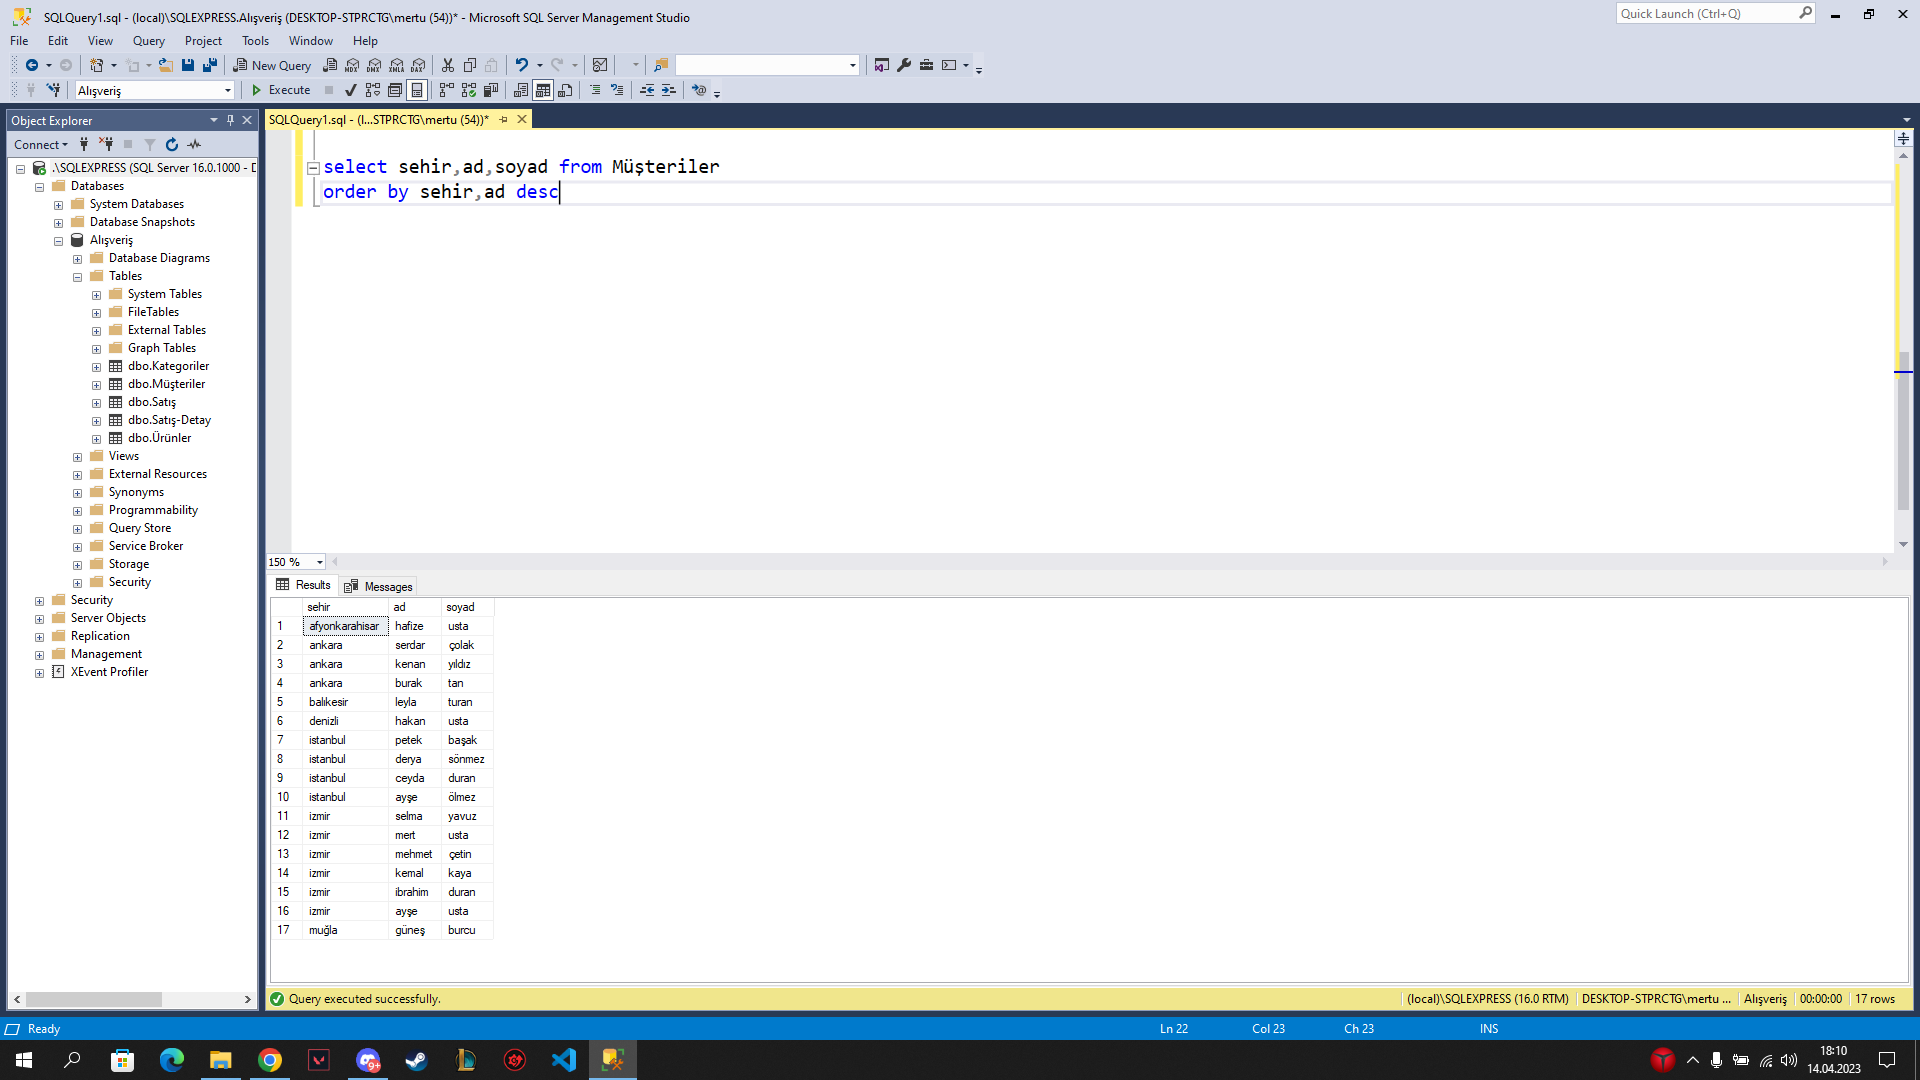 SQLQuery1.sql - (local)\SQLEXPRESS.Alışveriş (DESKTOP-STPRCTG\mertu (54))* - Microsoft SQL Server Management Studio
Quick Launch (Ctrl+Q)
File Edit View Query Project Tools Window Help
New Query
MDX DMX XMLA DAX
Alışveriş
Execute
Object Explorer
SQLQuery1.sql - (l...STPRCTG\mertu (54))*
Connect
.\SQLEXPRESS (SQL Server 16.0.1000 - D
Databases
System Databases
Database Snapshots
Alışveriş
Database Diagrams
Tables
System Tables
FileTables
External Tables
Graph Tables
dbo.Kategoriler
dbo.Müşteriler
dbo.Satış
dbo.Satış-Detay
dbo.Ürünler
Views
External Resources
Synonyms
Programmability
Query Store
Service Broker
Storage
Security
Security
Server Objects
Replication
Management
XEvent Profiler
select sehir,ad,soyad from Müşteriler
order by sehir,ad desc
150 %
Results Messages
sehir ad soyad
1 afyonkarahisar hafize usta
2 ankara serdar çolak
3 ankara kenan yıldız
4 ankara burak tan
5 balıkesir leyla turan
6 denizli hakan usta
7 istanbul petek başak
8 istanbul derya sönmez
9 istanbul ceyda duran
10 istanbul ayşe ölmez
11 izmir selma yavuz
12 izmir mert usta
13 izmir mehmet çetin
14 izmir kemal kaya
15 izmir ibrahim duran
16 izmir ayşe usta
17 muğla güneş burcu
Query executed successfully.
(local)\SQLEXPRESS (16.0 RTM) DESKTOP-STPRCTG\mertu ... Alışveriş 00:00:00 17 rows
Ready
Ln 22 Col 23 Ch 23 INS
9+
18:10
14.04.2023